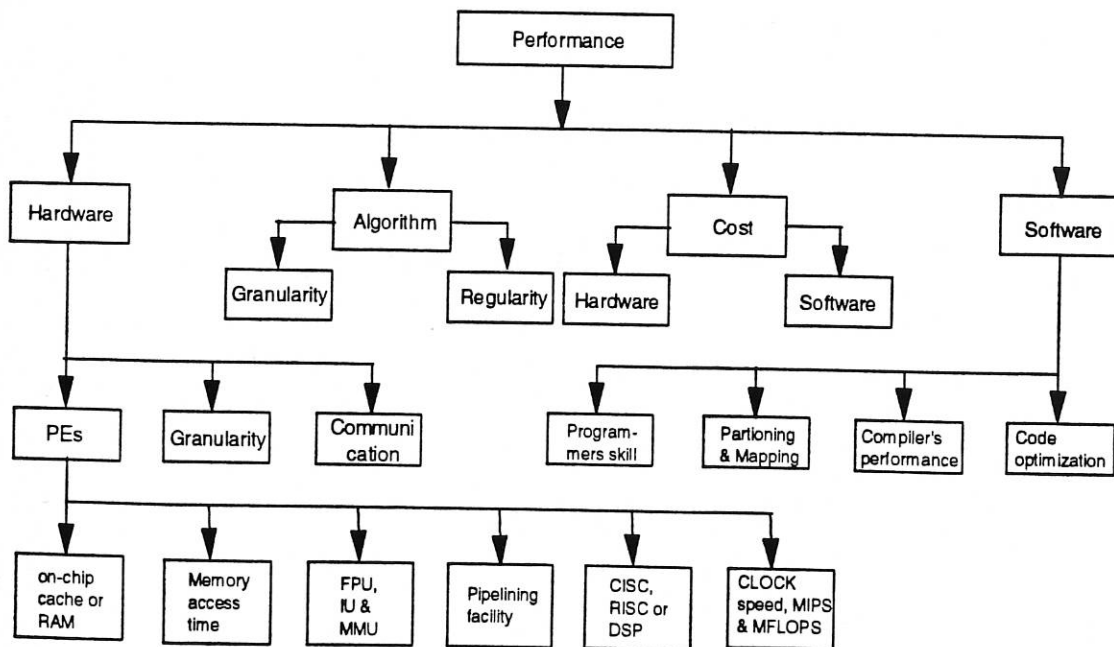 Performance
Hardware
Algorithm
Cost
Software
Granularity
Regularity
Hardware
Software
PEs
Granularity
Communi
cation
Program-
mers skill
Partioning
& Mapping
Compiler's
performance
Code
optimization
on-chip
cache or
RAM
Memory
access
time
FPU,
IU &
MMU
Pipelining
facility
CISC,
RISC or
DSP
CLOCK
speed, MIPS
& MFLOPS